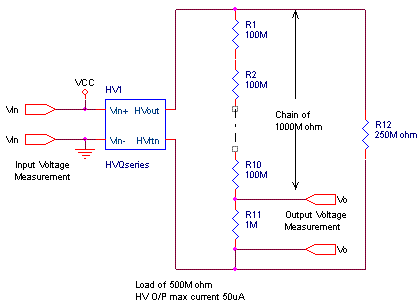 VCC
HV1
Vin
Vin+ HVout
Vin
Vin- HVrtn
HVQseries
Input Voltage
Measurement
R1
100M
R2
100M
Chain of
1000M ohm
R12
250M ohm
R10
100M
Vo
R11
1M
Output Voltage
Measurement
Vo
Load of 500M ohm
HV O/P max current 50uA